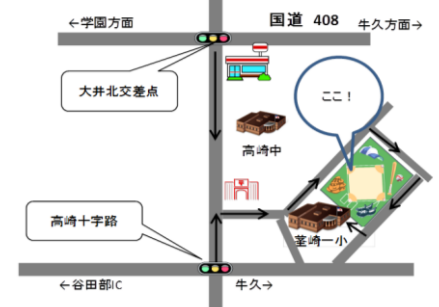 ←学園方面
国道 408
牛久方面→
大井北交差点
ここ！
高崎中
高崎十字路
茎崎一小
←谷田部IC
牛久→